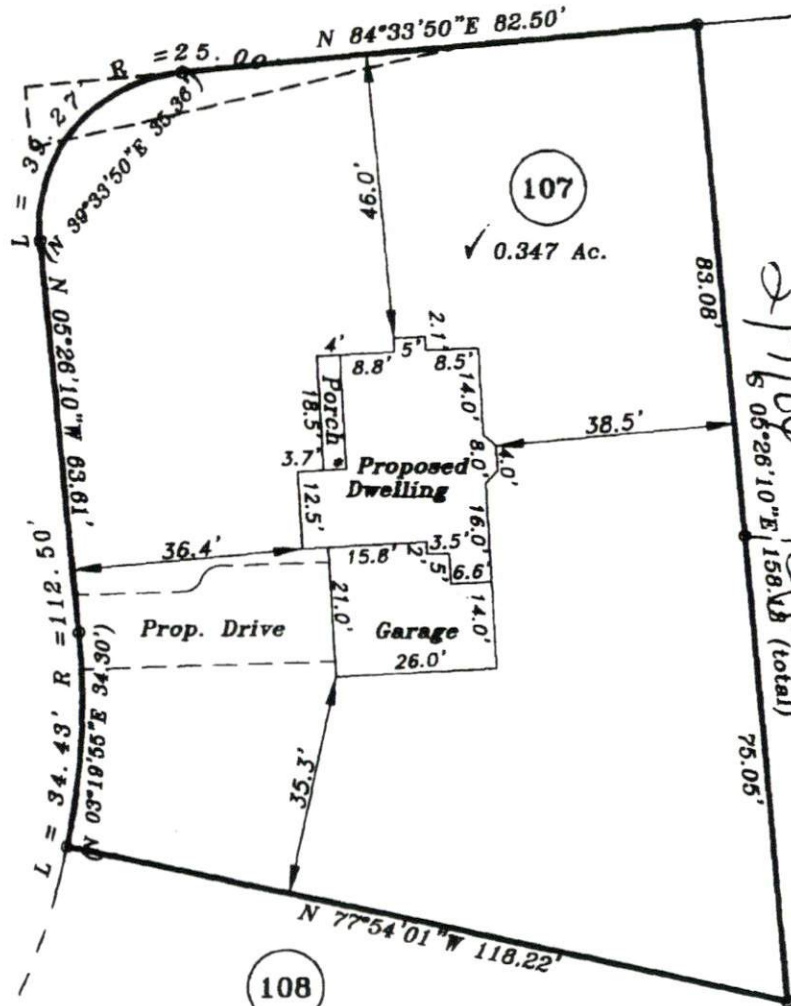 N 84°33'50"E 82.50'
R =25.00
L = 39.27'
(N 39°33'50"E 35.36')
46.0'
107
✓ 0.347 Ac.
83.08'
S 05°26'10"E 158.13 (total)
N 05°26'10"W 63.61'
2.1'
4'
5'
8.8'
8.5'
14.0'
18.5'
Porch
38.5'
4.0'
8.0'
3.7'
Proposed
Dwelling
12.5'
16.0'
36.4'
15.8'
3.5'
2'
5'
6.6'
21.0'
14.0'
Prop. Drive
Garage
26.0'
L = 34.43' R =112.50'
(N 03°19'55"E 34.30')
35.3'
75.05'
N 77°54'01"W 118.22'
108